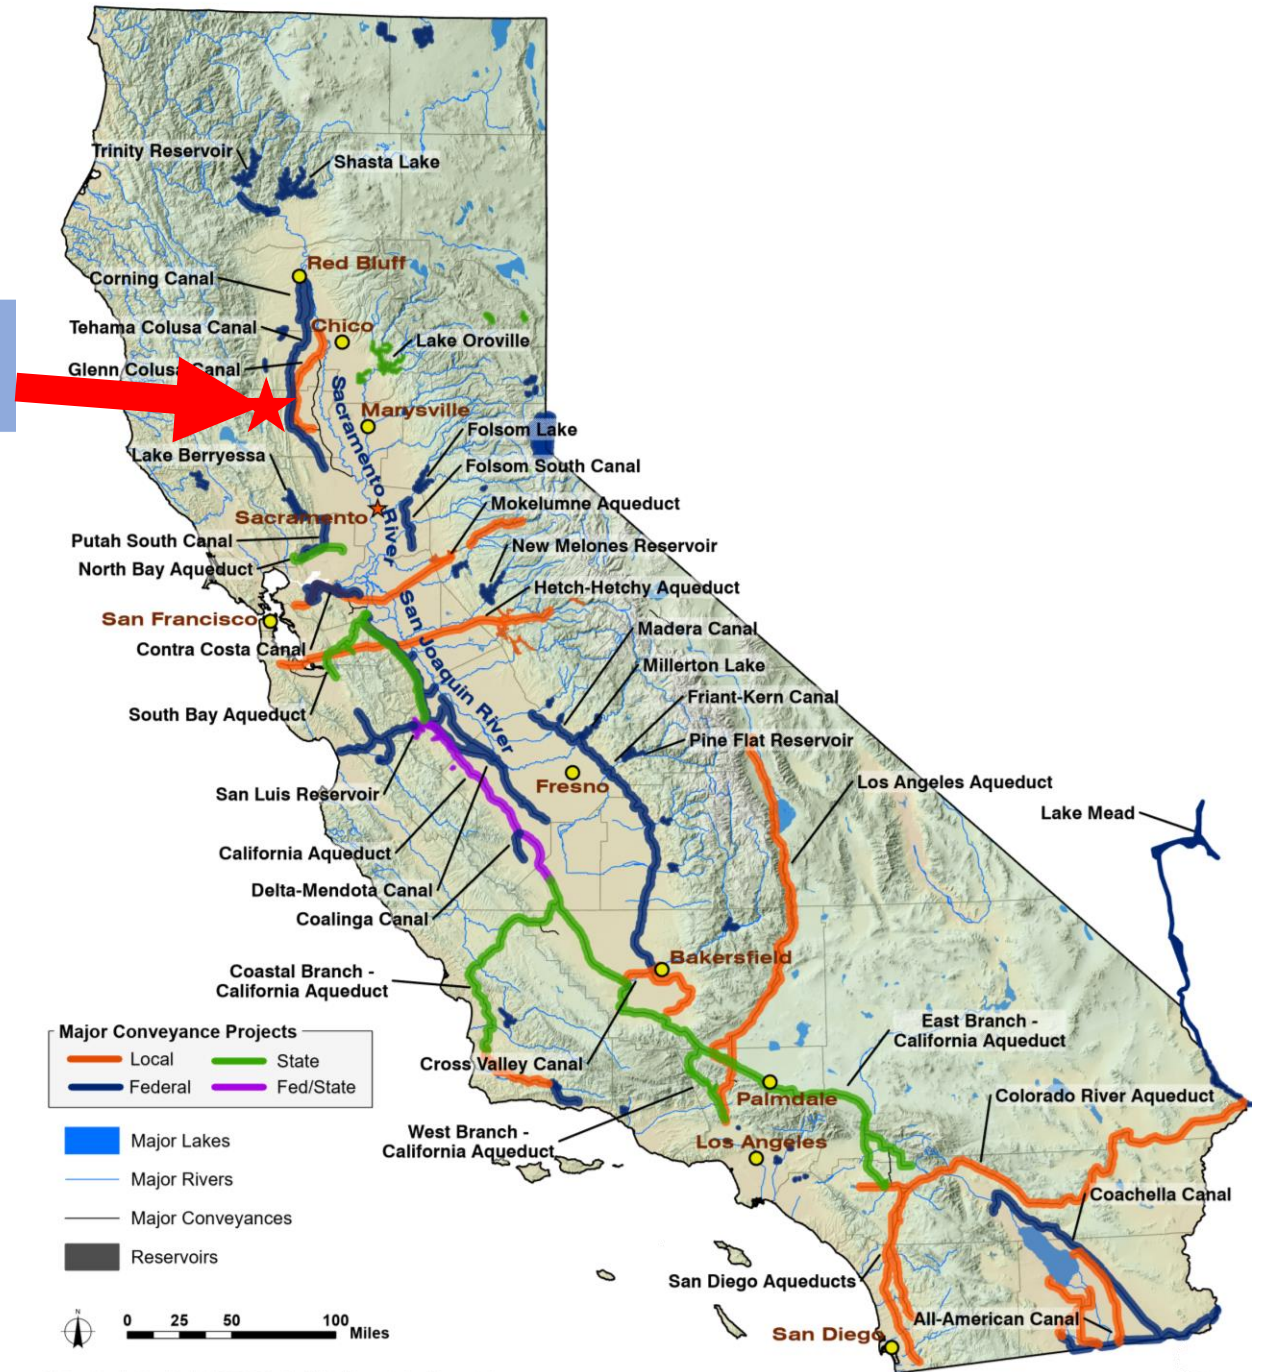 Trinity Reservoir
Shasta Lake
Red Bluff
Corning Canal
Tehama Colusa Canal
Chico
Lake Oroville
Glenn Colusa Canal
Sacramento River
Marysville
Folsom Lake
Lake Berryessa
Folsom South Canal
Mokelumne Aqueduct
Sacramento
Putah South Canal
New Melones Reservoir
North Bay Aqueduct
Hetch-Hetchy Aqueduct
San Francisco
San Joaquin River
Madera Canal
Contra Costa Canal
Millerton Lake
Friant-Kern Canal
South Bay Aqueduct
Pine Flat Reservoir
Fresno
Los Angeles Aqueduct
San Luis Reservoir
Lake Mead
California Aqueduct
Delta-Mendota Canal
Coalinga Canal
Bakersfield
Coastal Branch -
California Aqueduct
East Branch -
California Aqueduct
Major Conveyance Projects
Local
State
Federal
Fed/State
Cross Valley Canal
Palmdale
Colorado River Aqueduct
West Branch -
California Aqueduct
Los Angeles
Major Lakes
Major Rivers
Coachella Canal
Major Conveyances
Reservoirs
San Diego Aqueducts
All-American Canal
San Diego
N
0 25 50 100
Miles